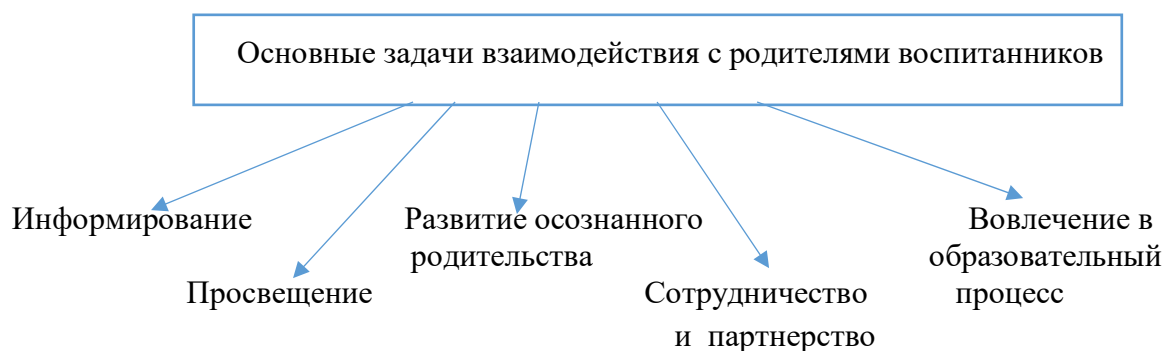 Основные задачи взаимодействия с родителями воспитанников
Информирование
Просвещение
Развитие осознанного
родительства
Сотрудничество
и партнерство
Вовлечение в
образовательный
процесс